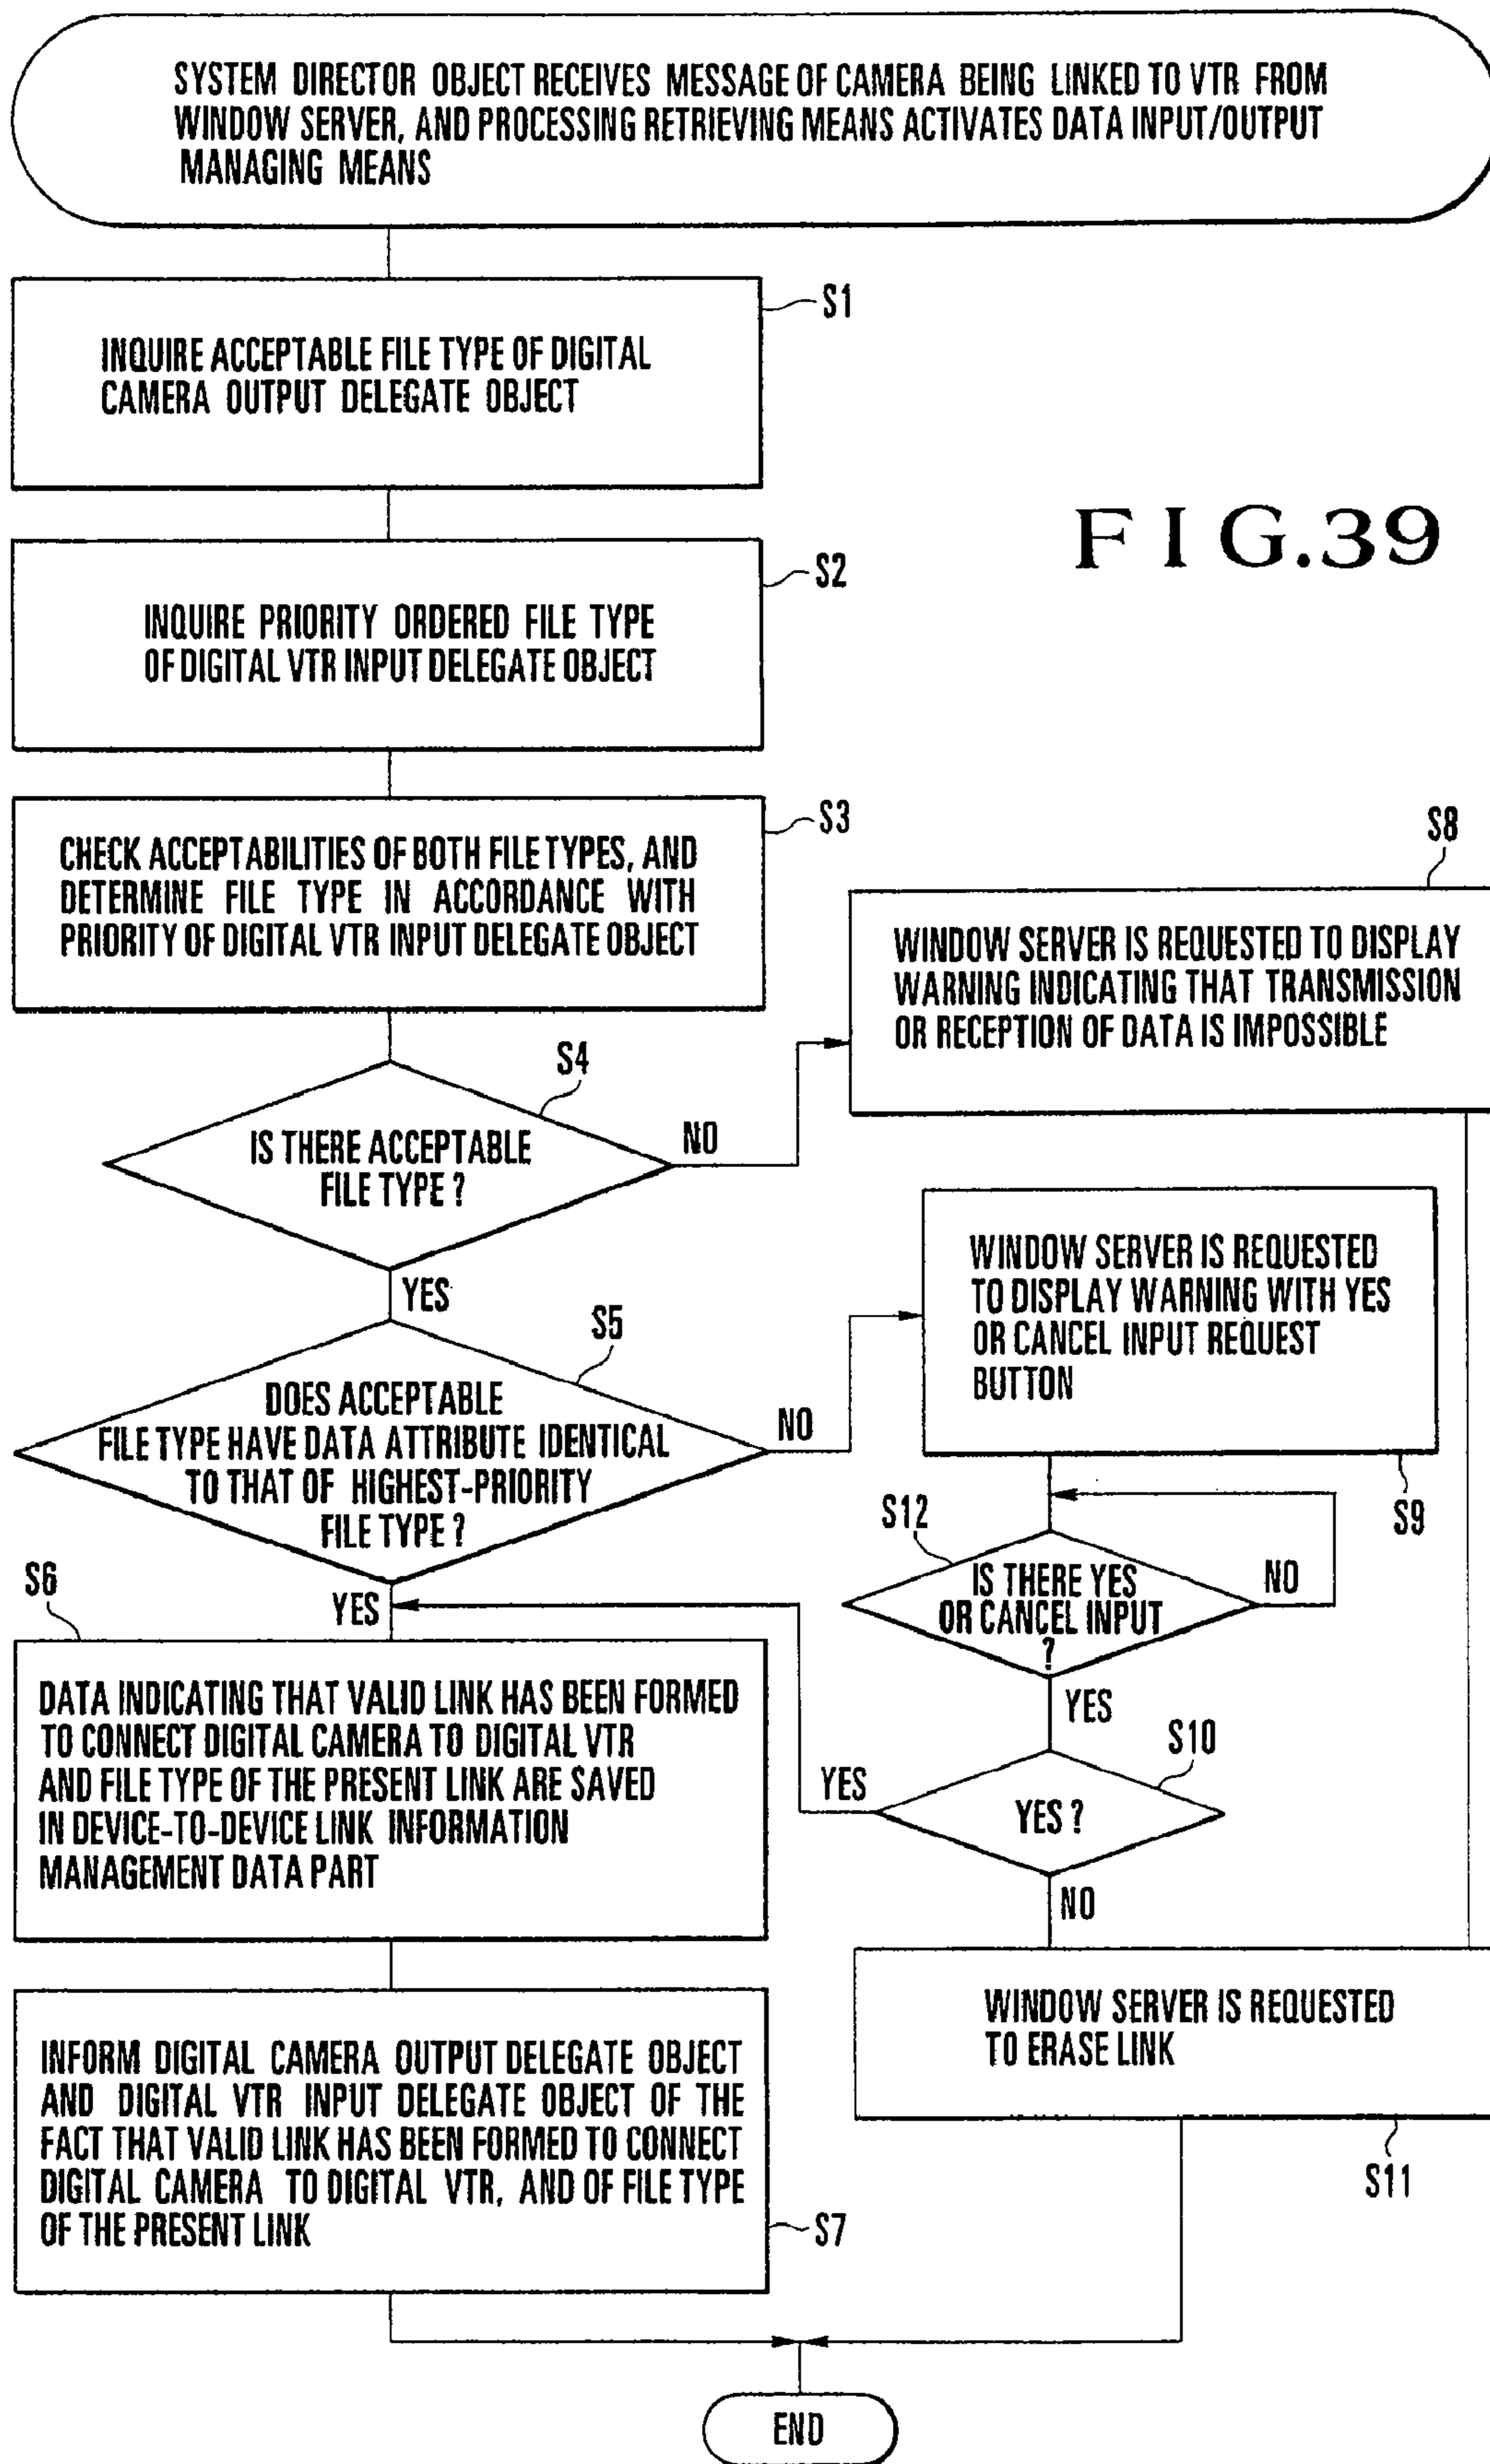 SYSTEM DIRECTOR OBJECT RECEIVES MESSAGE OF CAMERA BEING LINKED TO VTR FROM
WINDOW SERVER, AND PROCESSING RETRIEVING MEANS ACTIVATES DATA INPUT/OUTPUT
MANAGING MEANS
S1
INQUIRE ACCEPTABLE FILE TYPE OF DIGITAL
CAMERA OUTPUT DELEGATE OBJECT
FIG.39
S2
INQUIRE PRIORITY ORDERED FILE TYPE
OF DIGITAL VTR INPUT DELEGATE OBJECT
S3
CHECK ACCEPTABILITIES OF BOTH FILE TYPES, AND
DETERMINE FILE TYPE IN ACCORDANCE WITH
PRIORITY OF DIGITAL VTR INPUT DELEGATE OBJECT
S8
WINDOW SERVER IS REQUESTED TO DISPLAY
WARNING INDICATING THAT TRANSMISSION
OR RECEPTION OF DATA IS IMPOSSIBLE
S4
IS THERE ACCEPTABLE
FILE TYPE ?
NO
YES
S5
DOES ACCEPTABLE
FILE TYPE HAVE DATA ATTRIBUTE IDENTICAL
TO THAT OF HIGHEST-PRIORITY
FILE TYPE ?
NO
YES
WINDOW SERVER IS REQUESTED
TO DISPLAY WARNING WITH YES
OR CANCEL INPUT REQUEST
BUTTON
S9
S12
IS THERE YES
OR CANCEL INPUT
?
NO
YES
S6
DATA INDICATING THAT VALID LINK HAS BEEN FORMED
TO CONNECT DIGITAL CAMERA TO DIGITAL VTR
AND FILE TYPE OF THE PRESENT LINK ARE SAVED
IN DEVICE-TO-DEVICE LINK INFORMATION
MANAGEMENT DATA PART
S10
YES ?
YES
NO
WINDOW SERVER IS REQUESTED
TO ERASE LINK
S11
INFORM DIGITAL CAMERA OUTPUT DELEGATE OBJECT
AND DIGITAL VTR INPUT DELEGATE OBJECT OF THE
FACT THAT VALID LINK HAS BEEN FORMED TO CONNECT
DIGITAL CAMERA TO DIGITAL VTR, AND OF FILE TYPE
OF THE PRESENT LINK
S7
END